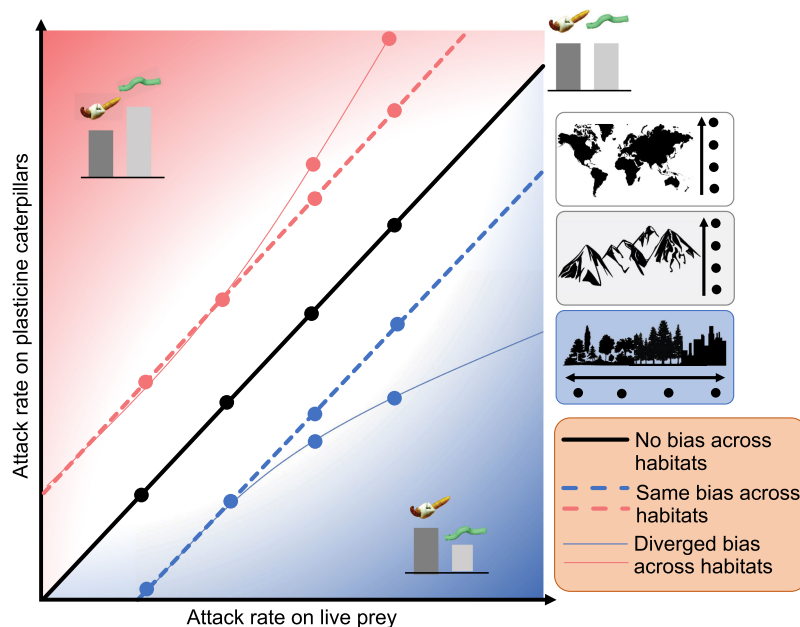 Attack rate on plasticine caterpillars
No bias across
habitats
Same bias across
habitats
Diverged bias
across habitats
Attack rate on live prey